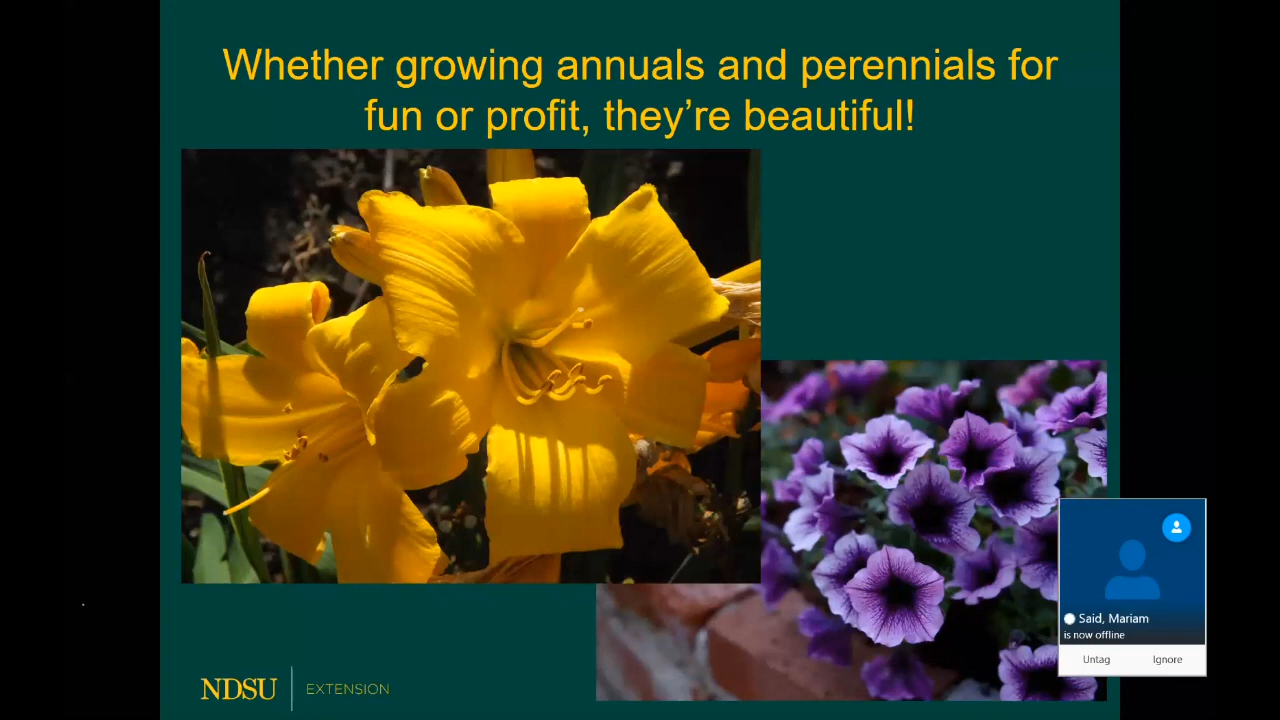 Whether growing annuals and perennials for
fun or profit, they're beautiful!
Said, Mariam
is now offline
Untag Ignore
NDSU EXTENSION